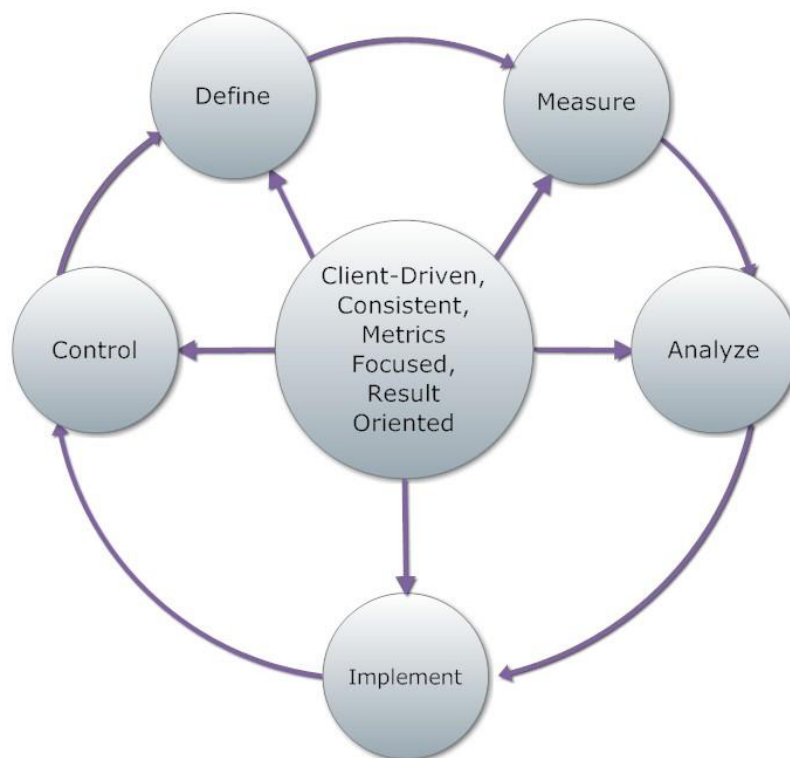 Define
Measure
Client-Driven,
Consistent,
Metrics
Focused,
Result
Oriented
Control
Analyze
Implement